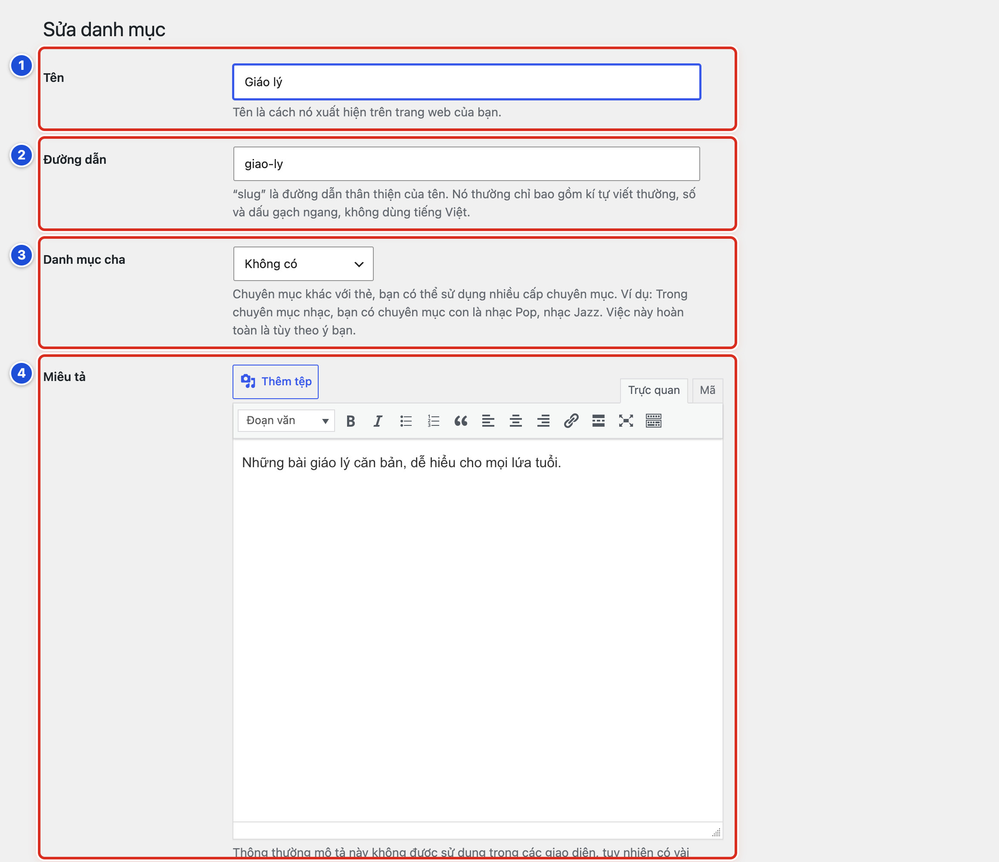 Sửa danh mục
1
Tên
Giáo lý
Tên là cách nó xuất hiện trên trang web của bạn.
2
Đường dẫn
giao-ly
“slug” là đường dẫn thân thiện của tên. Nó thường chỉ bao gồm kí tự viết thường, số
và dấu gạch ngang, không dùng tiếng Việt.
3
Danh mục cha
Không có
Chuyên mục khác với thẻ, bạn có thể sử dụng nhiều cấp chuyên mục. Ví dụ: Trong
chuyên mục nhạc, bạn có chuyên mục con là nhạc Pop, nhạc Jazz. Việc này hoàn
toàn là tùy theo ý bạn.
4
Miêu tả
Thêm tệp
Trực quan
Mã
Đoạn văn
Những bài giáo lý căn bản, dễ hiểu cho mọi lứa tuổi.
Thông thường mô tả này không được sử dụng trong các giao diện, tuy nhiên có vài